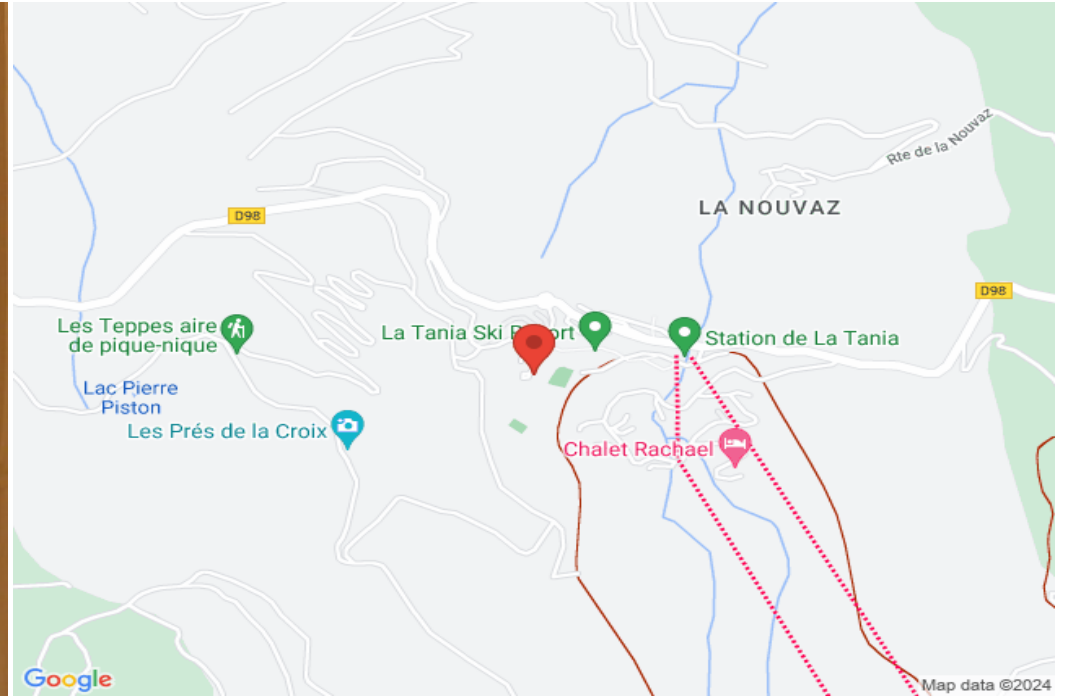 Rte de la Nouvaz
LA NOUVAZ
D98
D98
Les Teppes aire
de pique-nique
La Tania Ski Resort
Station de La Tania
Lac Pierre
Piston
Les Prés de la Croix
Chalet Rachael
Google
Map data ©2024